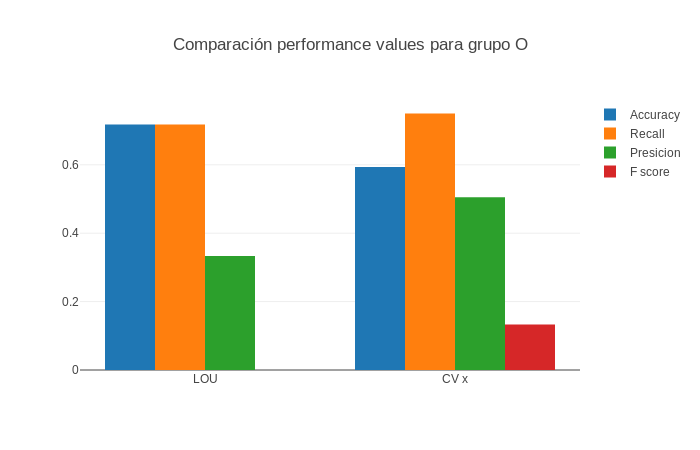 Comparación performance values para grupo O
Accuracy
Recall
Presicion
F score
0.6
0.4
0.2
0
LOU
CV x